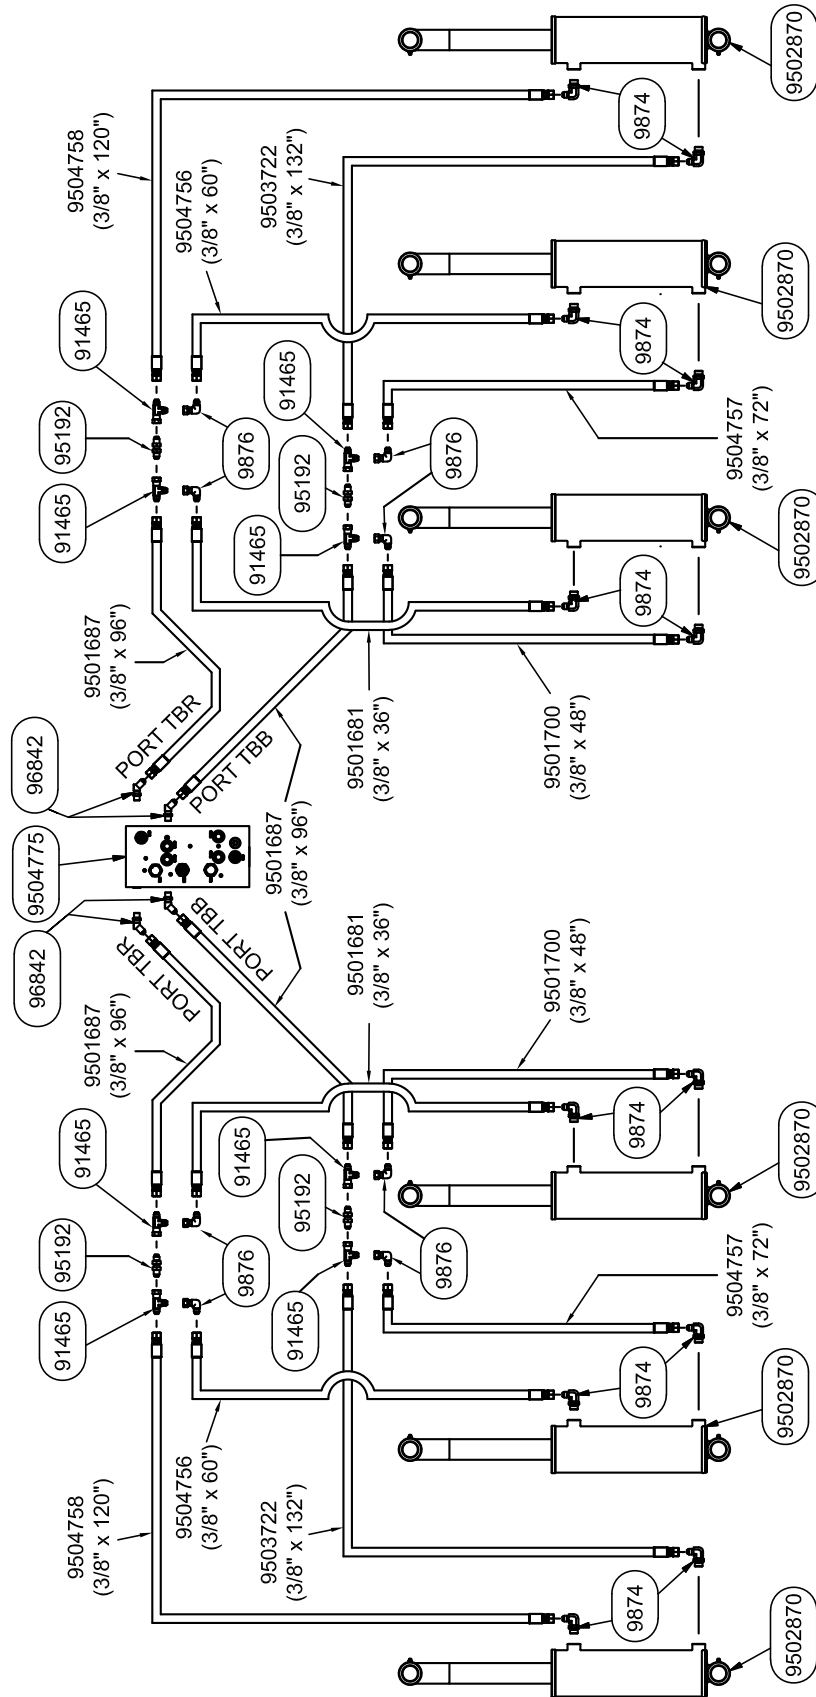 96842
9504775
96842
91465
95192
91465
91465
95192
91465
9504758
(3/8" x 120")
9501687
(3/8" x 96")
9501687
(3/8" x 96")
9504758
(3/8" x 120")
PORT TBR
PORT TBR
9504756
(3/8" x 60")
PORT TBB
PORT TBB
9504756
(3/8" x 60")
9876
91465
91465
9876
9503722
(3/8" x 132")
9501687
(3/8" x 96")
9503722
(3/8" x 132")
91465
95192
95192
91465
9501681
(3/8" x 36")
9501681
(3/8" x 36")
9876
9876
9501700
(3/8" x 48")
9501700
(3/8" x 48")
9874
9874
9874
9874
9874
9874
9504757
(3/8" x 72")
9504757
(3/8" x 72")
9502870
9502870
9502870
9502870
9502870
9502870